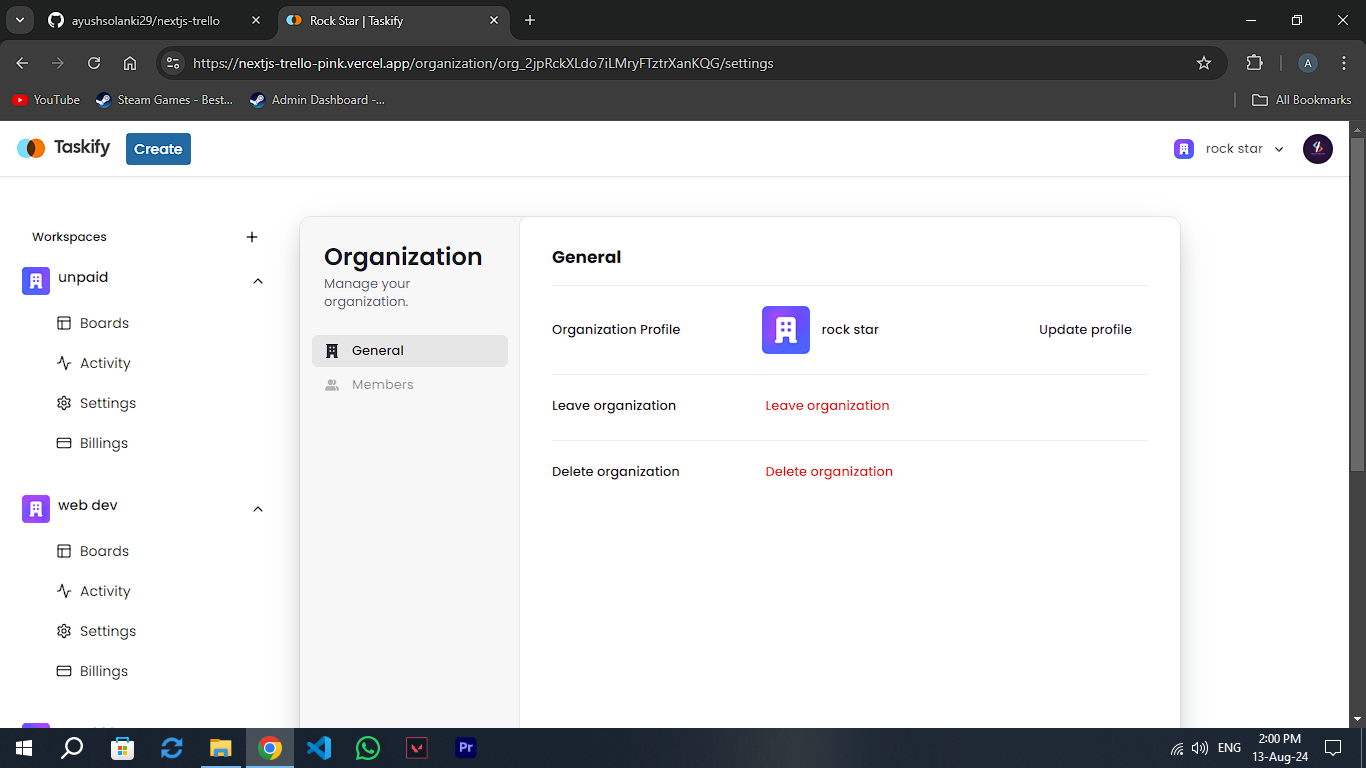 ayushsolanki29/nextjs-trello
Rock Star | Taskify
https://nextjs-trello-pink.vercel.app/organization/org_2jpRckXLdo7iLMryFTztrXanKQG/settings
A
YouTube
Steam Games - Best...
Admin Dashboard -...
All Bookmarks
Taskify
Create
rock star
Workspaces
unpaid
Boards
Activity
Settings
Billings
web dev
Boards
Activity
Settings
Billings
Organization
Manage your
organization.
General
Members
General
Organization Profile
rock star
Update profile
Leave organization
Leave organization
Delete organization
Delete organization
Pr
ENG
2:00 PM
13-Aug-24